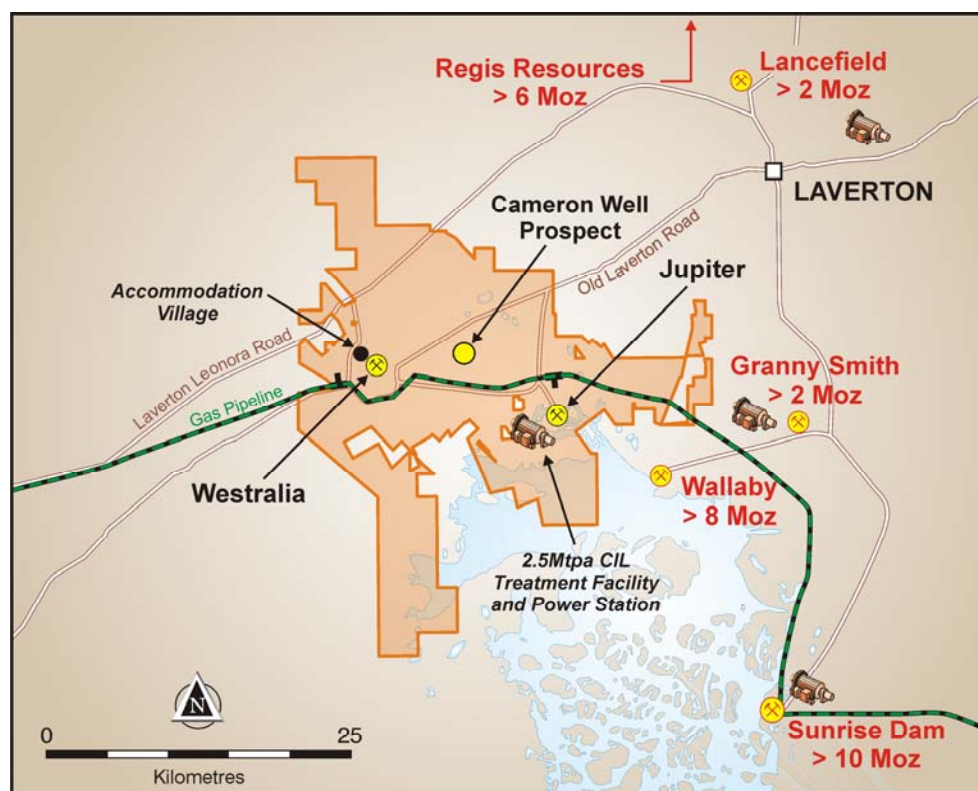 Regis Resources
> 6 Moz
Lancefield
> 2 Moz
LAVERTON
Cameron Well
Prospect
Old Laverton Road
Jupiter
Accommodation
Village
Laverton Leonora Road
Gas Pipeline
Granny Smith
> 2 Moz
Westralia
Wallaby
> 8 Moz
2.5Mtpa CIL
Treatment Facility
and Power Station
N
0 25
Kilometres
Sunrise Dam
> 10 Moz